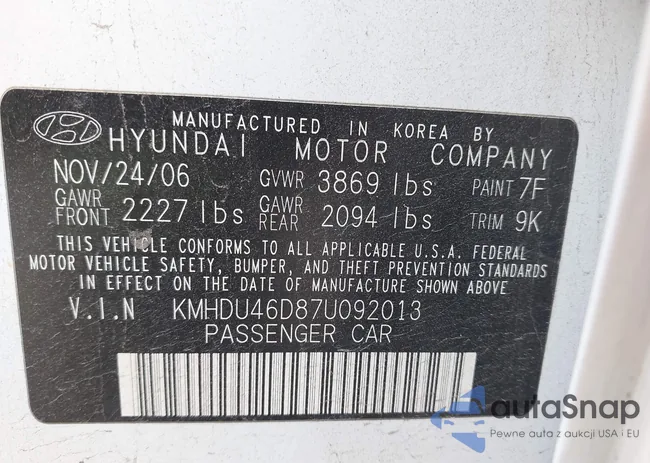 MANUFACTURED IN KOREA BY
HYUNDAI MOTOR COMPANY
NOV/24/06 GVWR 3869 lbs PAINT 7F
GAWR FRONT 2227 lbs GAWR REAR 2094 lbs TRIM 9K
THIS VEHICLE CONFORMS TO ALL APPLICABLE U.S.A. FEDERAL
MOTOR VEHICLE SAFETY, BUMPER, AND THEFT PREVENTION STANDARDS
IN EFFECT ON THE DATE OF MANUFACTURE SHOWN ABOVE.
V.I.N KMHDU46D87U092013
PASSENGER CAR
autaSnap
Pewne auta z aukcji USA i EU